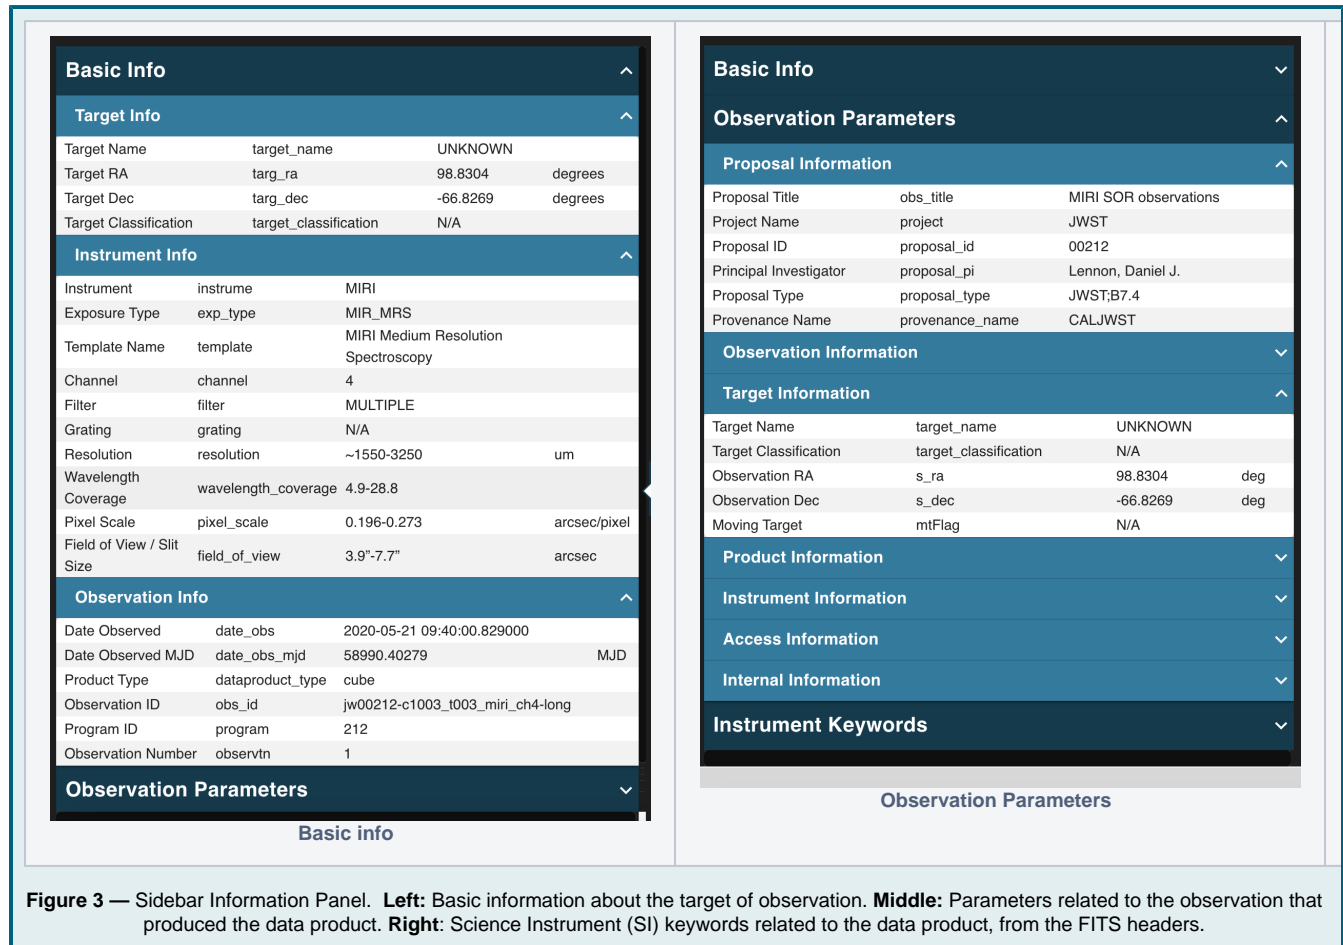 Basic Info
Target Info
Target Name target_name UNKNOWN
Target RA targ_ra 98.8304 degrees
Target Dec targ_dec -66.8269 degrees
Target Classification target_classification N/A
Instrument Info
Instrument instrume MIRI
Exposure Type exp_type MIR_MRS
Template Name template MIRI Medium Resolution
Spectroscopy
Channel channel 4
Filter filter MULTIPLE
Grating grating N/A
Resolution resolution ~1550-3250 um
Wavelength
Coverage wavelength_coverage 4.9-28.8
Pixel Scale pixel_scale 0.196-0.273 arcsec/pixel
Field of View / Slit
Size field_of_view 3.9”-7.7” arcsec
Observation Info
Date Observed date_obs 2020-05-21 09:40:00.829000
Date Observed MJD date_obs_mjd 58990.40279 MJD
Product Type dataproduct_type cube
Observation ID obs_id jw00212-c1003_t003_miri_ch4-long
Program ID program 212
Observation Number observtn 1
Observation Parameters
Basic info
Basic Info
Observation Parameters
Proposal Information
Proposal Title obs_title MIRI SOR observations
Project Name project JWST
Proposal ID proposal_id 00212
Principal Investigator proposal_pi Lennon, Daniel J.
Proposal Type proposal_type JWST;B7.4
Provenance Name provenance_name CALJWST
Observation Information
Target Information
Target Name target_name UNKNOWN
Target Classification target_classification N/A
Observation RA s_ra 98.8304 deg
Observation Dec s_dec -66.8269 deg
Moving Target mtFlag N/A
Product Information
Instrument Information
Access Information
Internal Information
Instrument Keywords
Observation Parameters
Figure 3 — Sidebar Information Panel. Left: Basic information about the target of observation. Middle: Parameters related to the observation that
produced the data product. Right: Science Instrument (SI) keywords related to the data product, from the FITS headers.